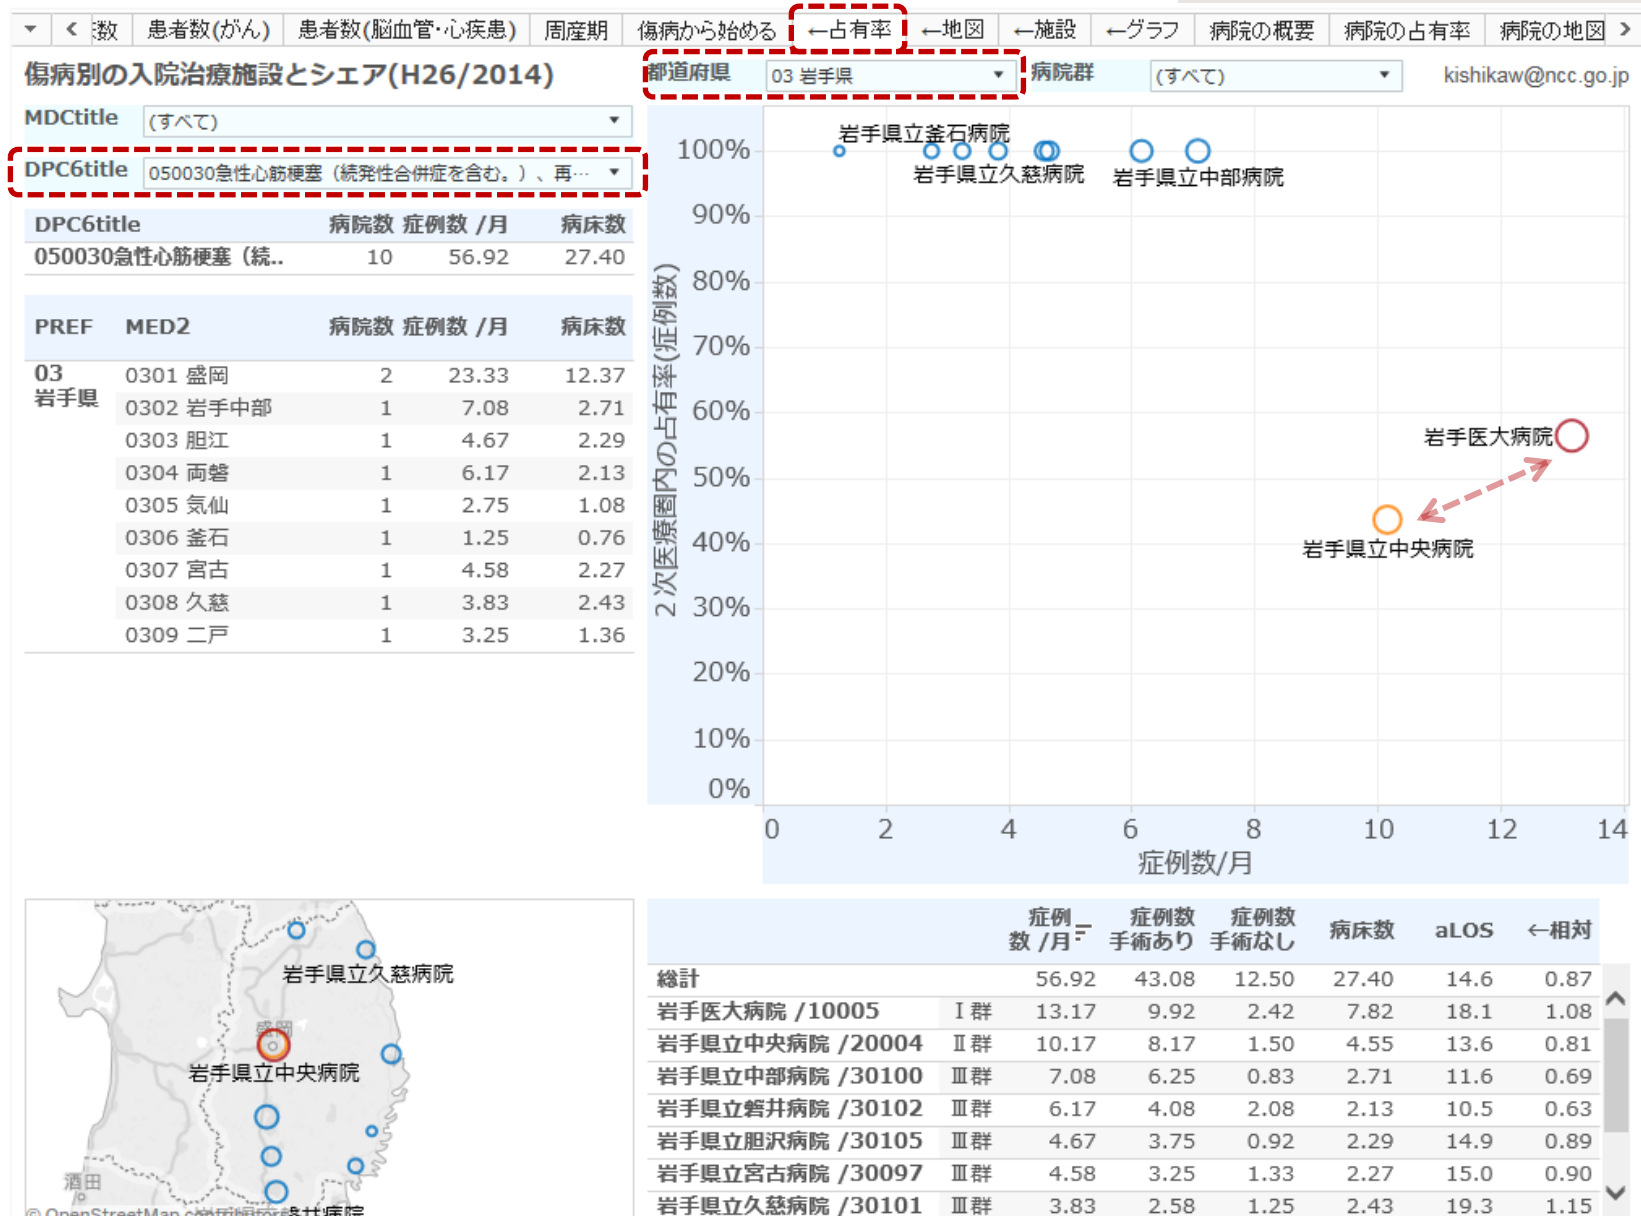 数 患者数(がん) 患者数(脳血管・心疾患) 周産期 傷病から始める ←占有率 ←地図 ←施設 ←グラフ 病院の概要 病院の占有率 病院の地図
傷病別の入院治療施設とシェア(H26/2014)
都道府県 03 岩手県 病院群 (すべて) kishikaw@ncc.go.jp
MDCtitle (すべて)
DPC6title 050030急性心筋梗塞（続発性合併症を含む。）、再…
DPC6title 病院数 症例数 /月 病床数
050030急性心筋梗塞（続.. 10 56.92 27.40
PREF MED2 病院数 症例数 /月 病床数
03 岩手県
0301 盛岡 2 23.33 12.37
0302 岩手中部 1 7.08 2.71
0303 胆江 1 4.67 2.29
0304 両磐 1 6.17 2.13
0305 気仙 1 2.75 1.08
0306 釜石 1 1.25 0.76
0307 宮古 1 4.58 2.27
0308 久慈 1 3.83 2.43
0309 二戸 1 3.25 1.36
2次医療圏内の占有率(症例数)
100%
90%
80%
70%
60%
50%
40%
30%
20%
10%
0%
岩手県立釜石病院
岩手県立久慈病院 岩手県立中部病院
岩手医大病院
岩手県立中央病院
0 2 4 6 8 10 12 14
症例数/月
岩手県立久慈病院
盛岡
岩手県立中央病院
酒田
© OpenStreetMap contributors
井病院
症例数 /月 症例数 手術あり 症例数 手術なし 病床数 aLOS ←相対
総計 56.92 43.08 12.50 27.40 14.6 0.87
岩手医大病院 /10005 Ⅰ群 13.17 9.92 2.42 7.82 18.1 1.08
岩手県立中央病院 /20004 Ⅱ群 10.17 8.17 1.50 4.55 13.6 0.81
岩手県立中部病院 /30100 Ⅲ群 7.08 6.25 0.83 2.71 11.6 0.69
岩手県立磐井病院 /30102 Ⅲ群 6.17 4.08 2.08 2.13 10.5 0.63
岩手県立胆沢病院 /30105 Ⅲ群 4.67 3.75 0.92 2.29 14.9 0.89
岩手県立宮古病院 /30097 Ⅲ群 4.58 3.25 1.33 2.27 15.0 0.90
岩手県立久慈病院 /30101 Ⅲ群 3.83 2.58 1.25 2.43 19.3 1.15